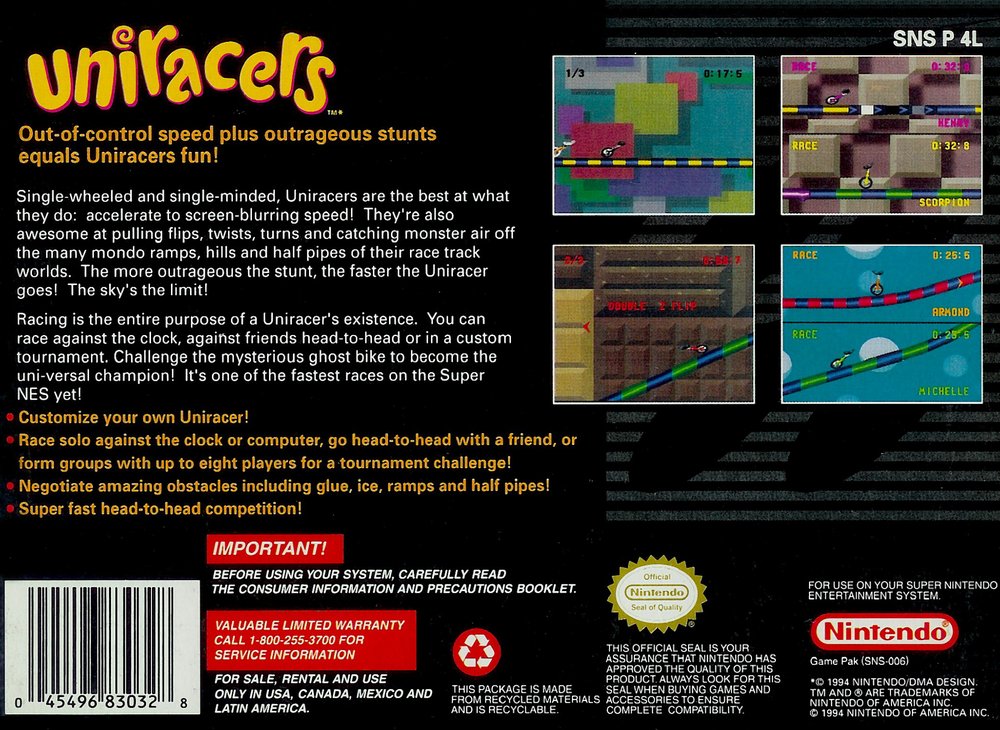 uniracers
TM*
SNS P 4L
Out-of-control speed plus outrageous stunts
equals Uniracers fun!
Single-wheeled and single-minded, Uniracers are the best at what
they do: accelerate to screen-blurring speed! They're also
awesome at pulling flips, twists, turns and catching monster air off
the many mondo ramps, hills and half pipes of their race track
worlds. The more outrageous the stunt, the faster the Uniracer
goes! The sky's the limit!
Racing is the entire purpose of a Uniracer's existence. You can
race against the clock, against friends head-to-head or in a custom
tournament. Challenge the mysterious ghost bike to become the
uni-versal champion! It's one of the fastest races on the Super
NES yet!
• Customize your own Uniracer!
• Race solo against the clock or computer, go head-to-head with a friend, or
form groups with up to eight players for a tournament challenge!
• Negotiate amazing obstacles including glue, ice, ramps and half pipes!
• Super fast head-to-head competition!
1/3 0:17:5
RACE
HENRY
RACE 0:32:8
SCORPION
DOUBLE Z FLIP
RACE 0:25:5
ARMOND
RACE 0:25:5
MICHELLE
IMPORTANT!
BEFORE USING YOUR SYSTEM, CAREFULLY READ
THE CONSUMER INFORMATION AND PRECAUTIONS BOOKLET.
VALUABLE LIMITED WARRANTY
CALL 1-800-255-3700 FOR
SERVICE INFORMATION
FOR SALE, RENTAL AND USE
ONLY IN USA, CANADA, MEXICO AND
LATIN AMERICA.
0 45496 83032 8
THIS PACKAGE IS MADE
FROM RECYCLED MATERIALS
AND IS RECYCLABLE.
Official
Nintendo
Seal of Quality
®
THIS OFFICIAL SEAL IS YOUR
ASSURANCE THAT NINTENDO HAS
APPROVED THE QUALITY OF THIS
PRODUCT. ALWAYS LOOK FOR THIS
SEAL WHEN BUYING GAMES AND
ACCESSORIES TO ENSURE
COMPLETE COMPATIBILITY.
FOR USE ON YOUR SUPER NINTENDO
ENTERTAINMENT SYSTEM.
Nintendo®
Game Pak (SNS-006)
*© 1994 NINTENDO/DMA DESIGN.
TM AND ® ARE TRADEMARKS OF
NINTENDO OF AMERICA INC.
© 1994 NINTENDO OF AMERICA INC.